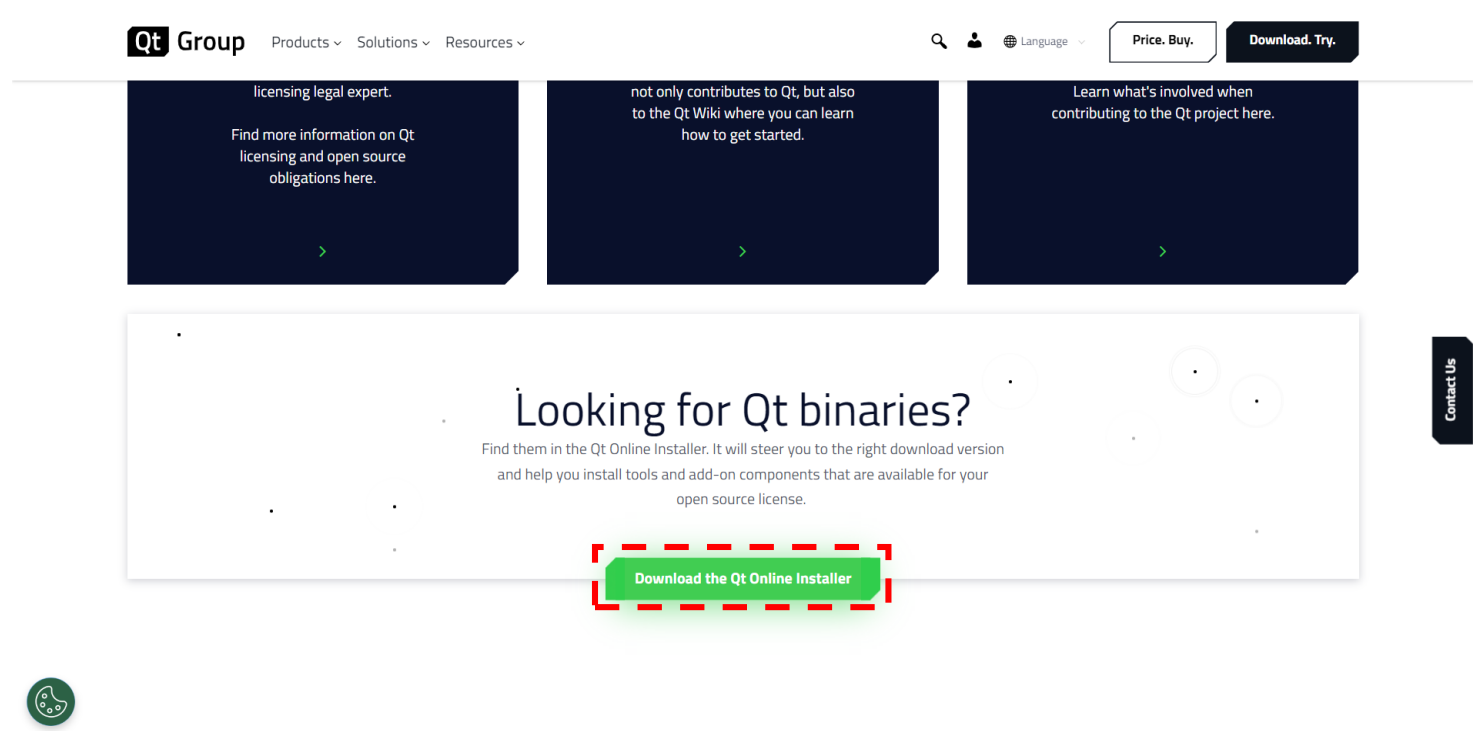 Qt Group
Products
Solutions
Resources
Language
Price. Buy.
Download. Try.
licensing legal expert.
Find more information on Qt
licensing and open source
obligations here.
not only contributes to Qt, but also
to the Qt Wiki where you can learn
how to get started.
Learn what's involved when
contributing to the Qt project here.
Contact Us
Looking for Qt binaries?
Find them in the Qt Online Installer. It will steer you to the right download version
and help you install tools and add-on components that are available for your
open source license.
Download the Qt Online Installer